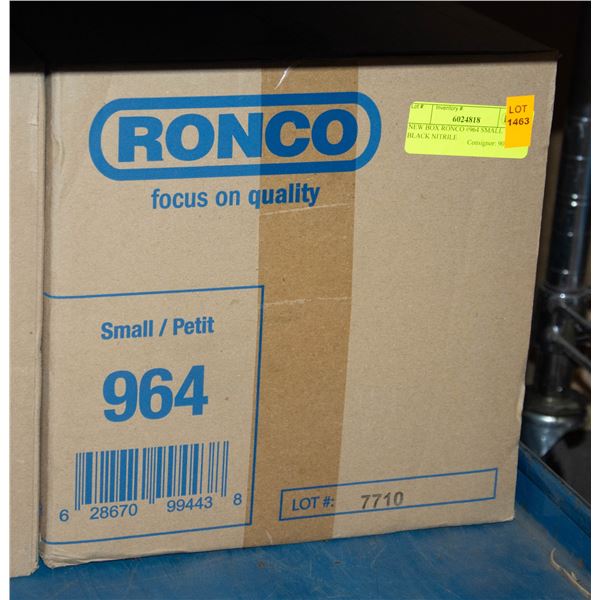 RONCO
focus on quality
Lot # Inventory #
6024818
NEW BOX RONCO #964 SMALL
BLACK NITRILE
Consignor:
LOT
1463
Small / Petit
964
6 28670 99443 8
LOT #: 7710